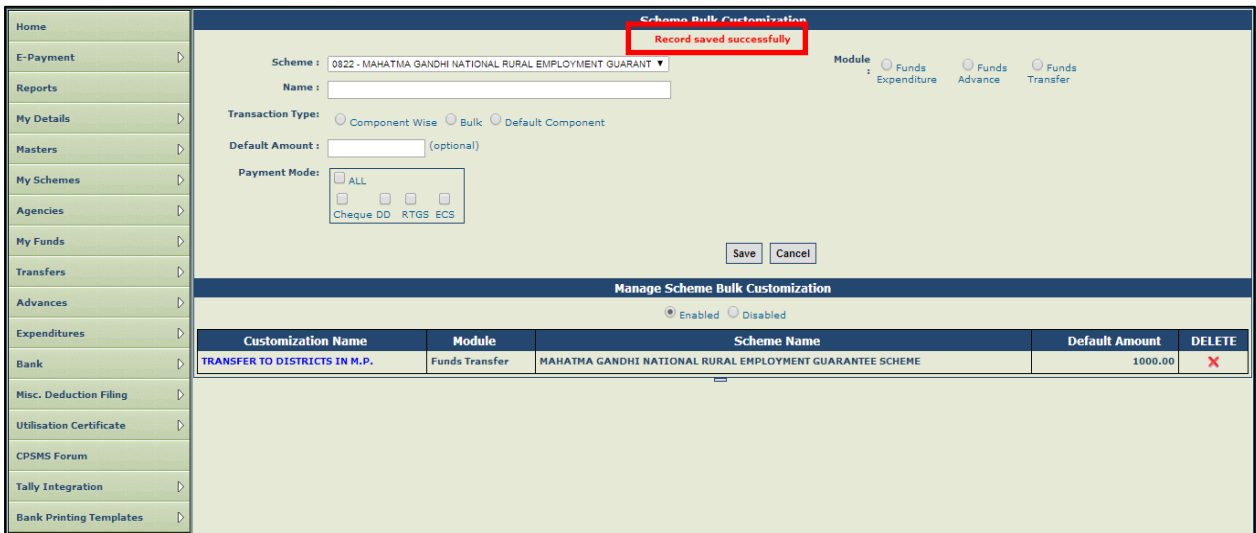 Home
E-Payment
Reports
My Details
Masters
My Schemes
Agencies
My Funds
Transfers
Advances
Expenditures
Bank
Misc. Deduction Filing
Utilisation Certificate
CPSMS Forum
Tally Integration
Bank Printing Templates
Scheme Bulk Customization
Record saved successfully
Scheme : 0822 - MAHATMA GANDHI NATIONAL RURAL EMPLOYMENT GUARANT
Module : Funds Expenditure Funds Advance Funds Transfer
Name :
Transaction Type: Component Wise Bulk Default Component
Default Amount : (optional)
Payment Mode: ALL
Cheque DD RTGS ECS
Save Cancel
Manage Scheme Bulk Customization
Enabled Disabled
Customization Name Module Scheme Name Default Amount DELETE
TRANSFER TO DISTRICTS IN M.P. Funds Transfer MAHATMA GANDHI NATIONAL RURAL EMPLOYMENT GUARANTEE SCHEME 1000.00